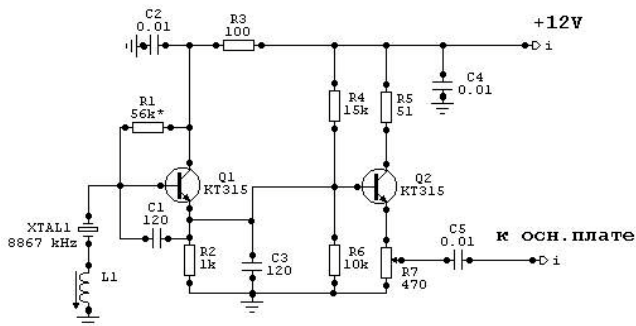 C2
0.01
R3
100
+12V
i
C4
0.01
R1
56k*
R4
15k
R5
51
Q1
KT315
Q2
KT315
XTAL1
8867 kHz
C1
120
L1
R2
1k
C3
120
R6
10k
R7
470
C5
0.01
к осн.плате
i